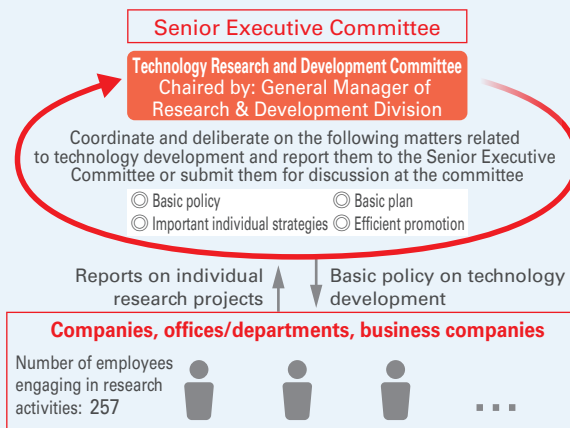 Senior Executive Committee
Technology Research and Development Committee
Chaired by: General Manager of
Research & Development Division
Coordinate and deliberate on the following matters related
to technology development and report them to the Senior Executive
Committee or submit them for discussion at the committee
◎ Basic policy ◎ Basic plan
◎ Important individual strategies ◎ Efficient promotion
Reports on individual
research projects
Basic policy on technology
development
Companies, offices/departments, business companies
Number of employees
engaging in research
activities: 257
...